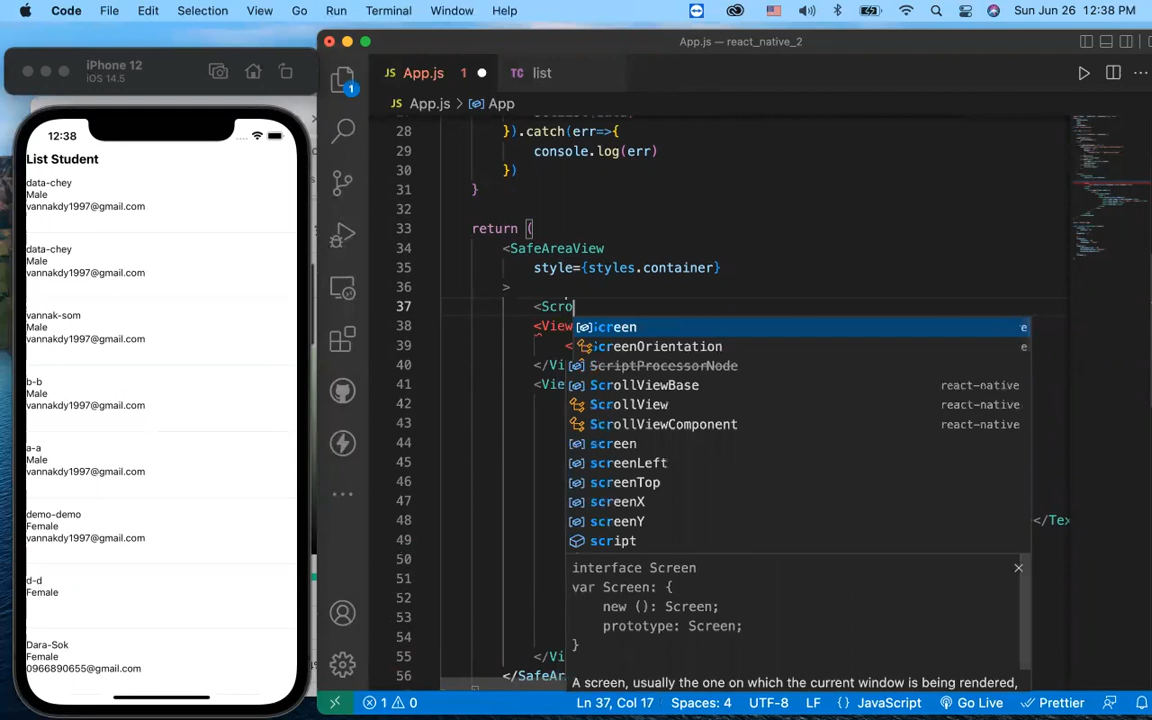 Code File Edit Selection View Go Run Terminal Window Help Sun Jun 26 12:38 PM
iPhone 12
iOS 14.5
12:38
List Student
data-chey
Male
vannakdy1997@gmail.com
data-chey
Male
vannakdy1997@gmail.com
vannak-som
Male
vannakdy1997@gmail.com
b-b
Male
vannakdy1997@gmail.com
a-a
Male
vannakdy1997@gmail.com
demo-demo
Female
vannakdy1997@gmail.com
d-d
Female
Dara-Sok
Female
0966890655@gmail.com
App.js — react_native_2
JS App.js 1
TC list
JS App.js > App
1
28 }).catch(err=>{
29 console.log(err)
30 })
31 }
32
33 return (
34 <SafeAreaView
35 style={styles.container}
36 >
37 <Scro
38 <View
39 <
40 </Vi
41 <Vie
42
43
44
45
46
47
48 </Tex
49
50
51
52
53
54
55 </Vi
56 </SafeAre
Screen e
ScreenOrientation e
ScriptProcessorNode
ScrollViewBase react-native
ScrollView react-native
ScrollViewComponent react-native
screen
screenLeft
screenTop
screenX
screenY
script
interface Screen
var Screen: {
new (): Screen;
prototype: Screen;
}
A screen, usually the one on which the current window is being rendered,
1 0 Ln 37, Col 17 Spaces: 4 UTF-8 LF {} JavaScript Go Live Prettier